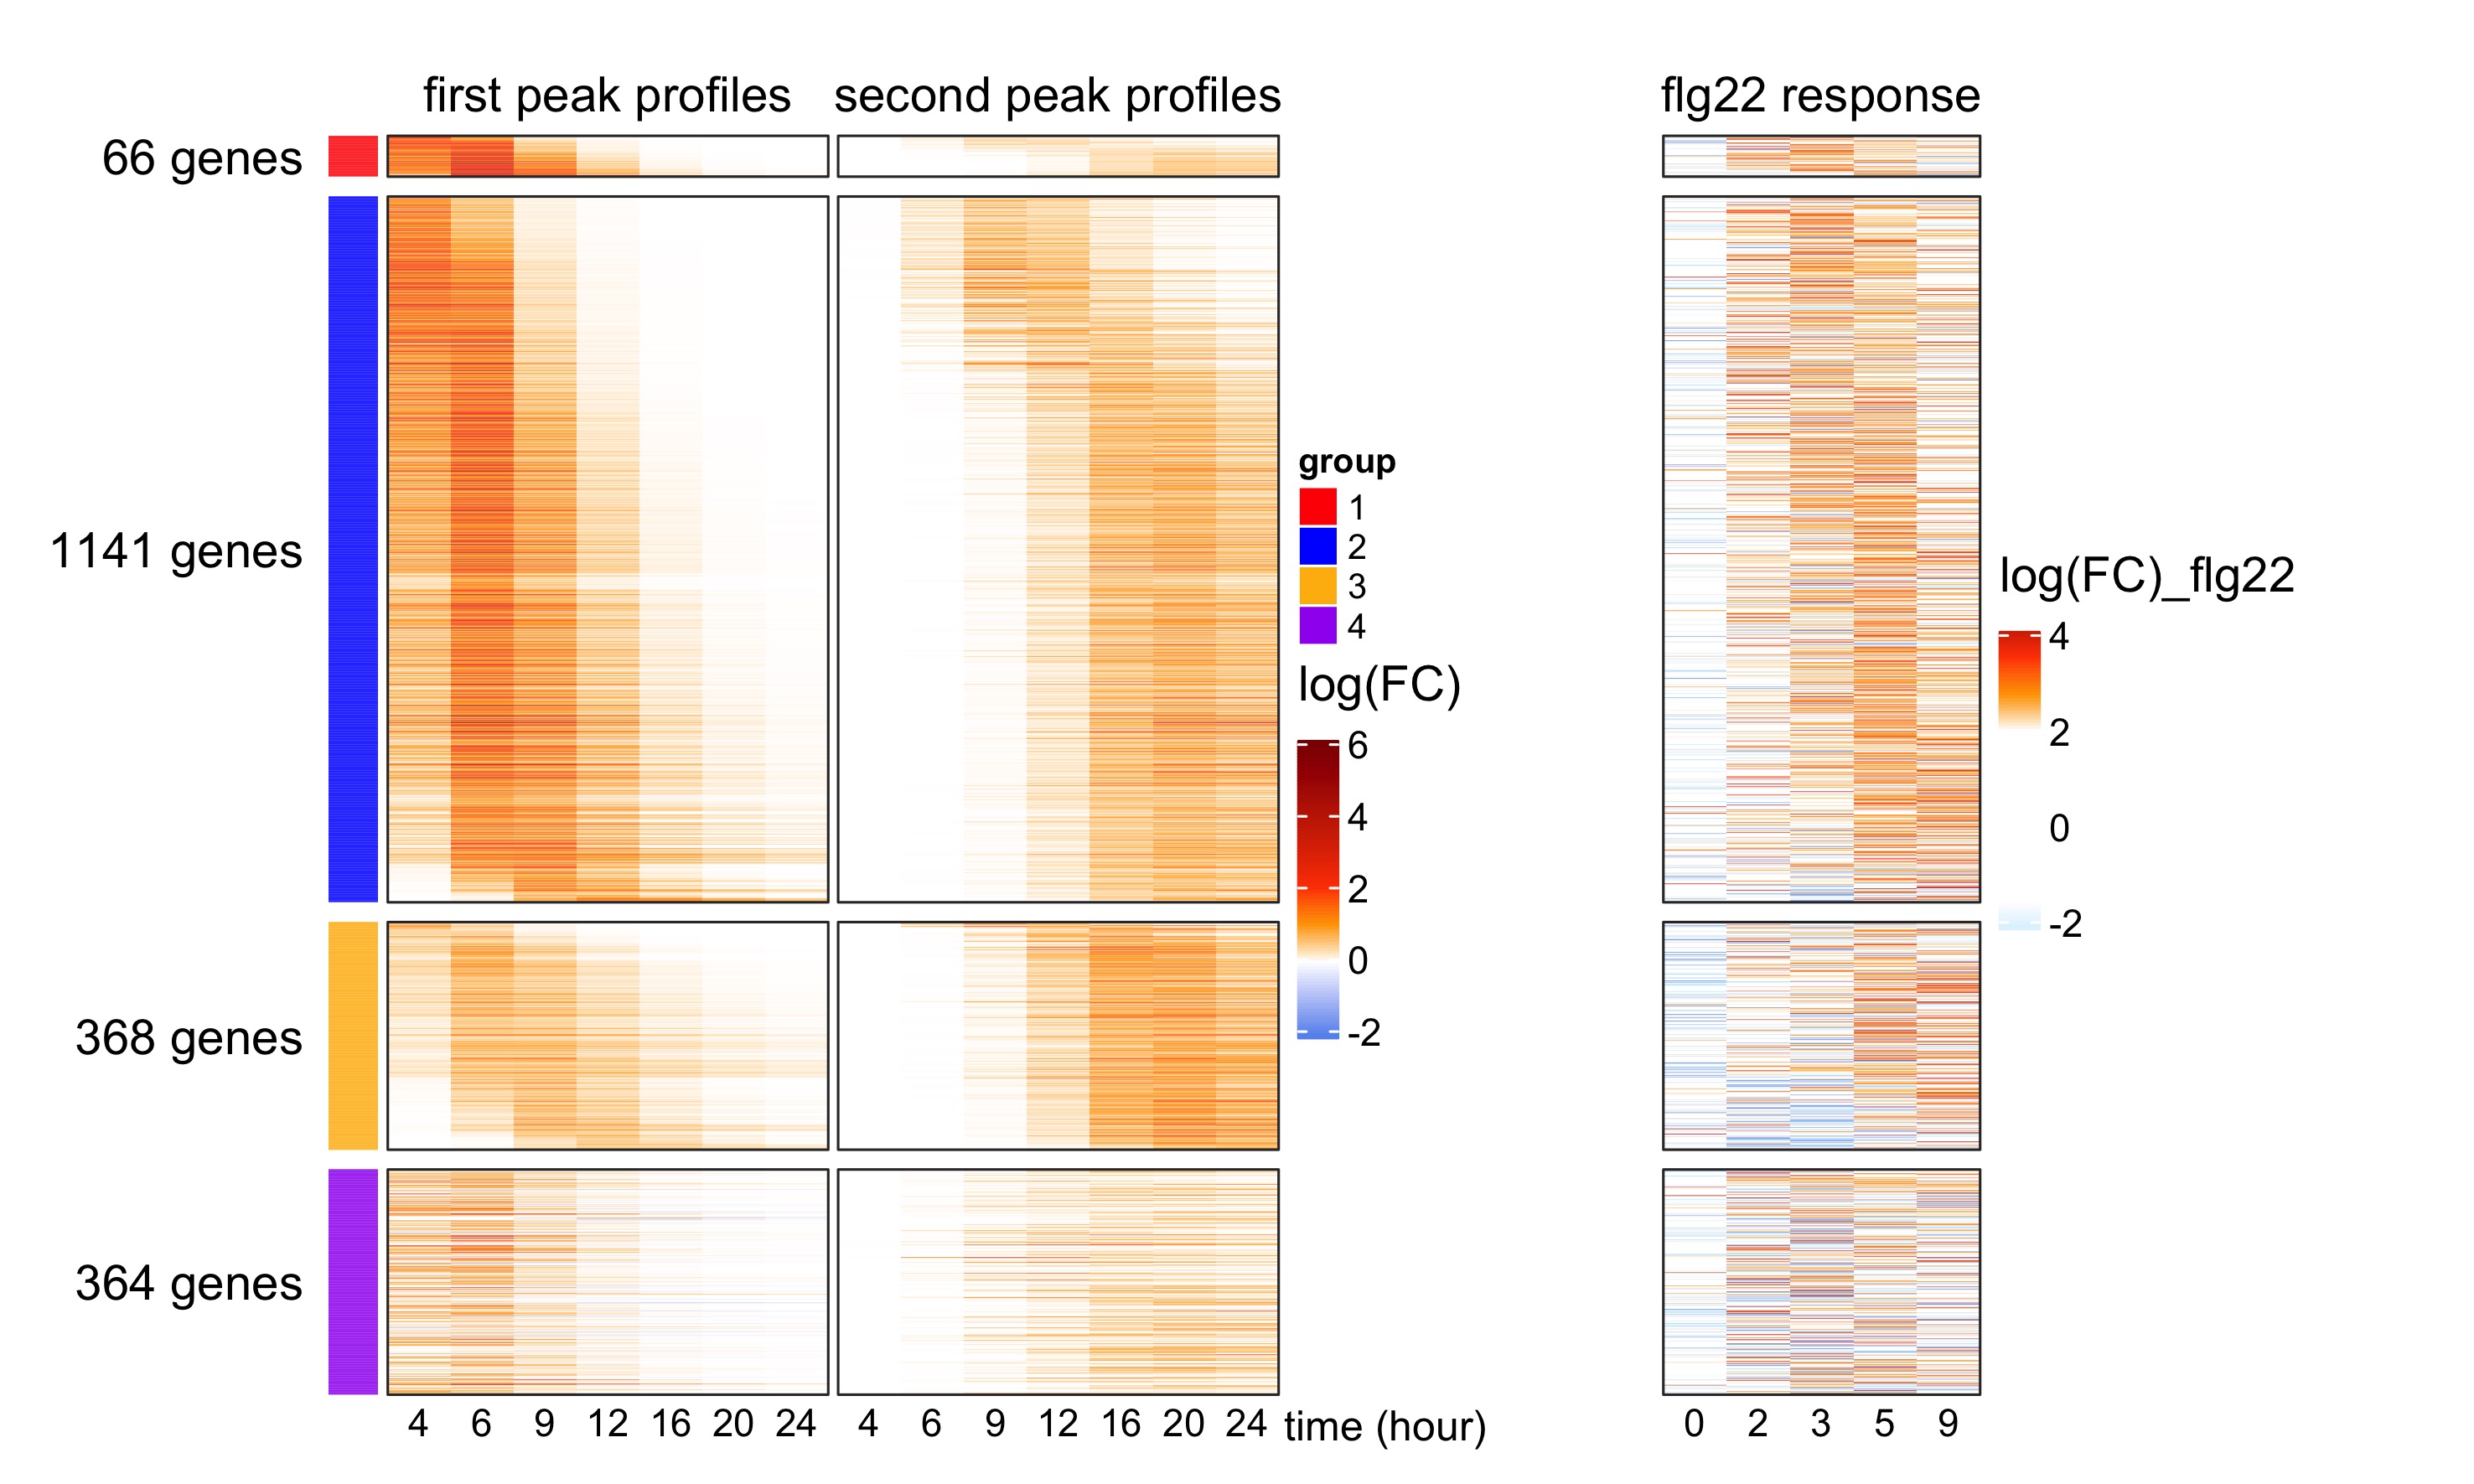 first peak profiles
second peak profiles
flg22 response
66 genes
1141 genes
368 genes
364 genes
group
1
2
3
4
log(FC)
6
4
2
0
-2
log(FC)_flg22
4
2
0
-2
4 6 9 12 16 20 24
4 6 9 12 16 20 24
time (hour)
0 2 3 5 9